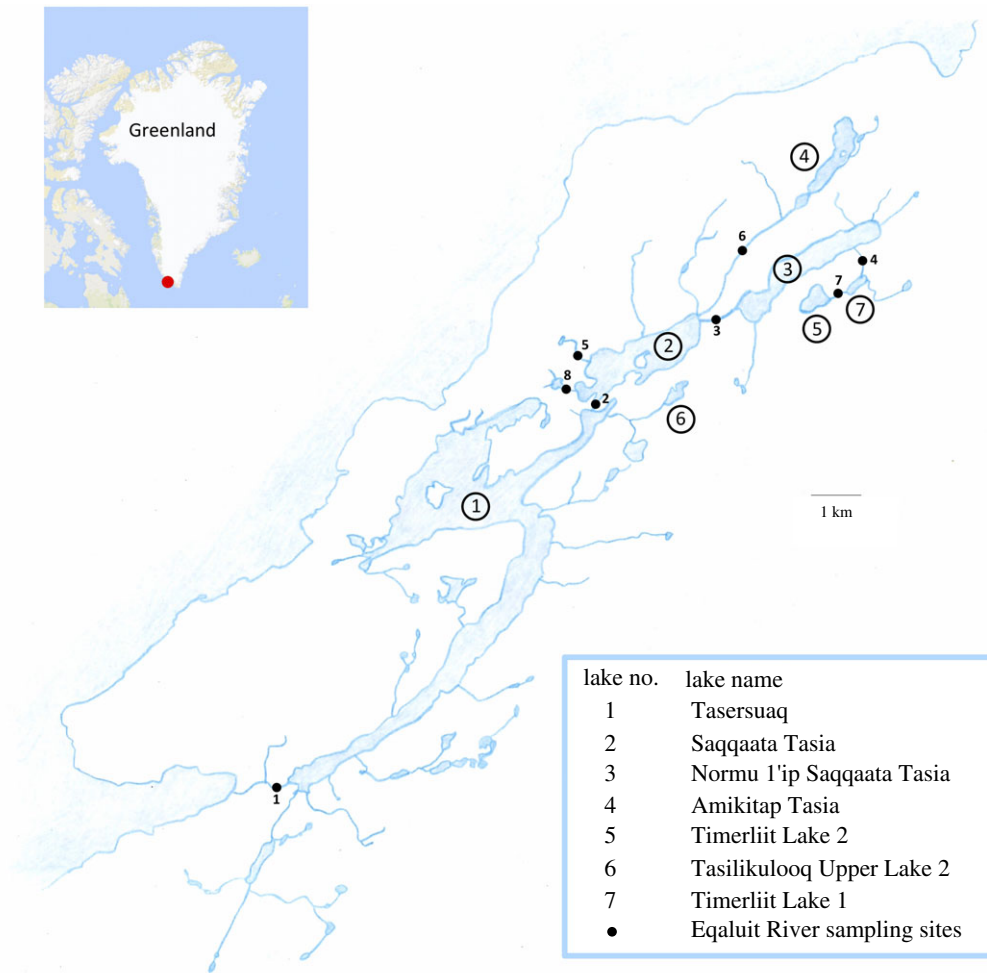 Greenland
4
6
4
3
7
5
7
3
2
5
8
2
6
1
1 km
1
lake no. lake name
1 Tasersuaq
2 Saqqaata Tasia
3 Normu 1'ip Saqqaata Tasia
4 Amikitap Tasia
5 Timerliit Lake 2
6 Tasilikulooq Upper Lake 2
7 Timerliit Lake 1
● Eqaluit River sampling sites